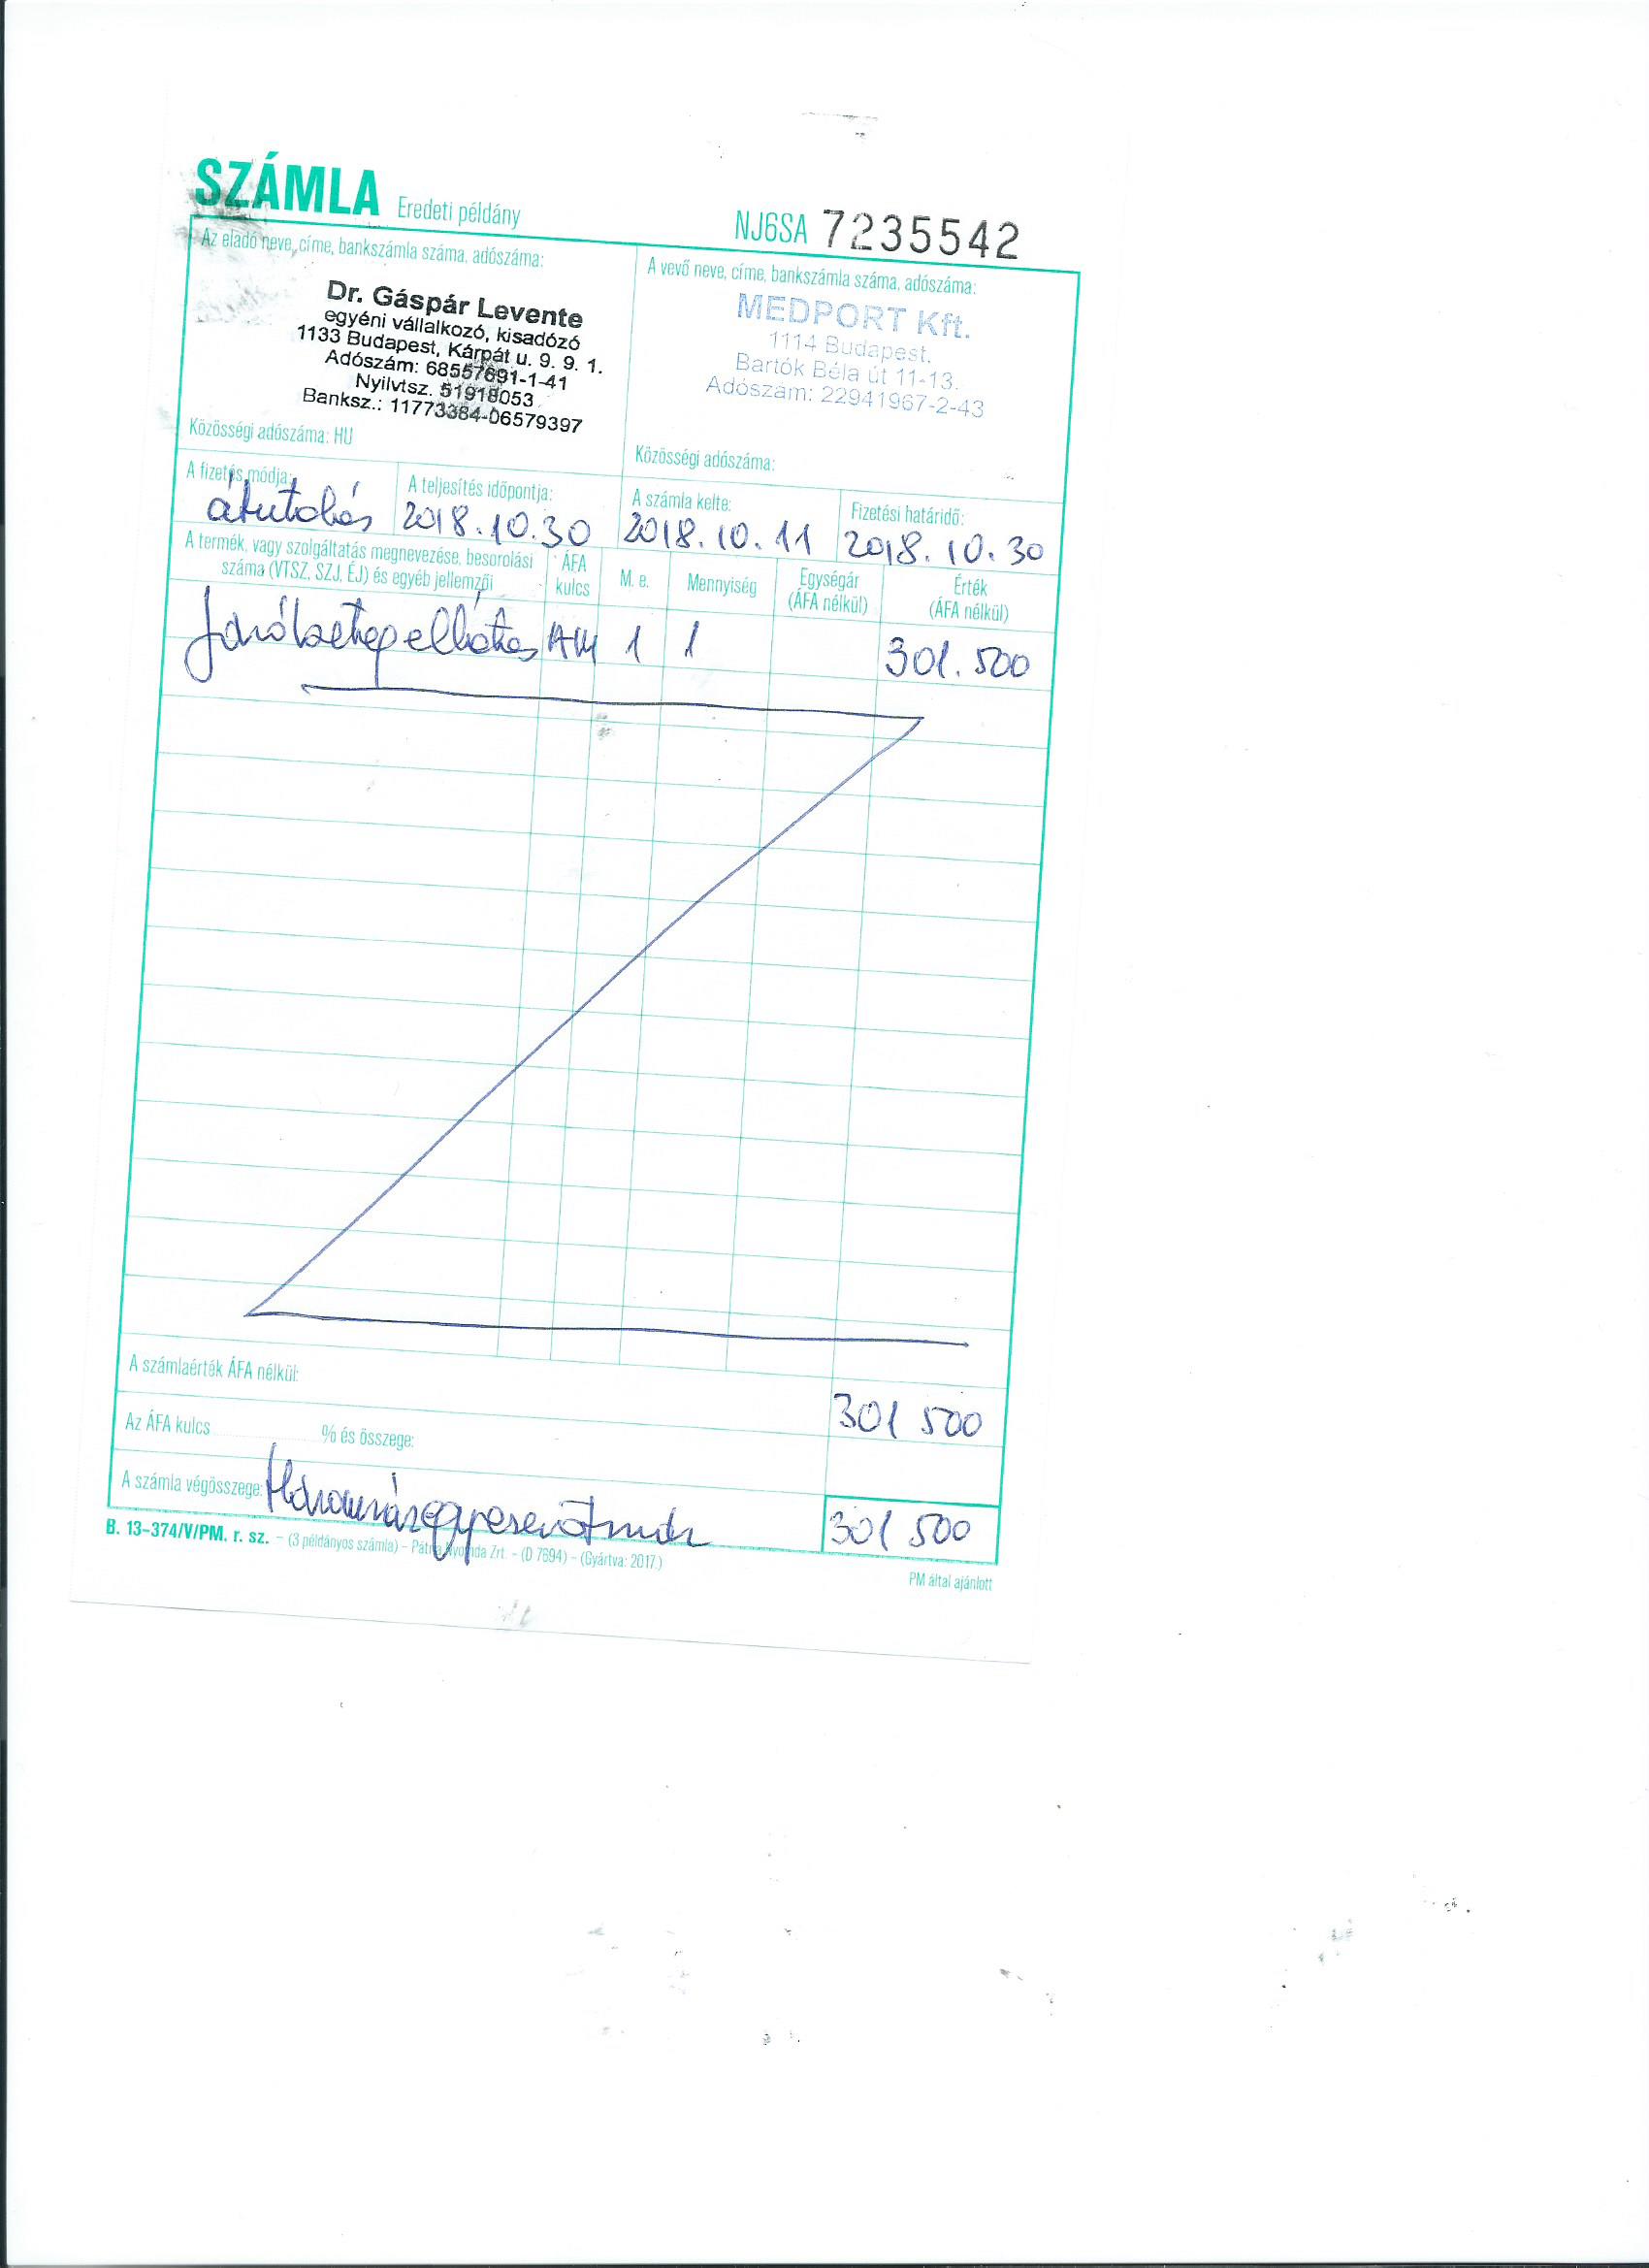 SZÁMLA Eredeti példány NJ6SA 7235542
Az eladó neve, címe, bankszámla száma, adószáma:
Dr. Gáspár Levente
egyéni vállalkozó, kisadózó
1133 Budapest, Kárpát u. 9. 9. 1.
Adószám: 68557691-1-41
Nyilvtsz. 51918053
Banksz.: 11773384-06579397
Közösségi adószáma: HU
A vevő neve, címe, bankszámla száma, adószáma:
MEDPORT Kft.
1114 Budapest.
Bartók Béla út 11-13.
Adószám: 22941967-2-43
Közösségi adószáma:
A fizetés módja: A teljesítés időpontja: A számla kelte: Fizetési határidő:
átutalás 2018.10.30 2018.10.11 2018.10.30
A termék, vagy szolgáltatás megnevezése, besorolási
száma (VTSZ, SZJ, ÉJ) és egyéb jellemzői
ÁFA
kulcs
M. e.
Mennyiség
Egységár
(ÁFA nélkül)
Érték
(ÁFA nélkül)
járóbetegellátás AM 1 1 301.500
A számlaérték ÁFA nélkül: 301 500
Az ÁFA kulcs % és összege:
A számla végösszege: Háromszázegyezerötszáz 301 500
B. 13-374/V/PM. r. sz. – (3 példányos számla) – Pátria Nyomda Zrt. – (D 7694) – (Gyártva: 2017.)
PM által ajánlott